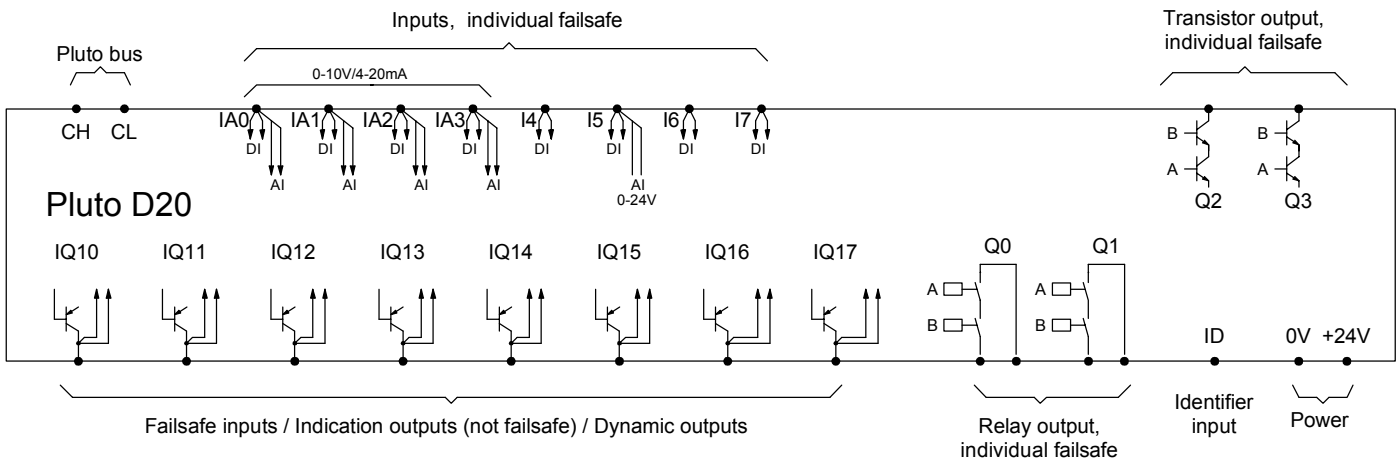 Inputs, individual failsafe
Transistor output,
individual failsafe
Pluto bus
0-10V/4-20mA
CH CL IA0 IA1 IA2 IA3 I4 I5 I6 I7
DI DI DI DI DI DI DI DI
AI AI AI AI AI
0-24V
B B
A A
Q2 Q3
Pluto D20
IQ10 IQ11 IQ12 IQ13 IQ14 IQ15 IQ16 IQ17 Q0 Q1
A A
B B
ID 0V +24V
Failsafe inputs / Indication outputs (not failsafe) / Dynamic outputs
Relay output,
individual failsafe
Identifier
input
Power